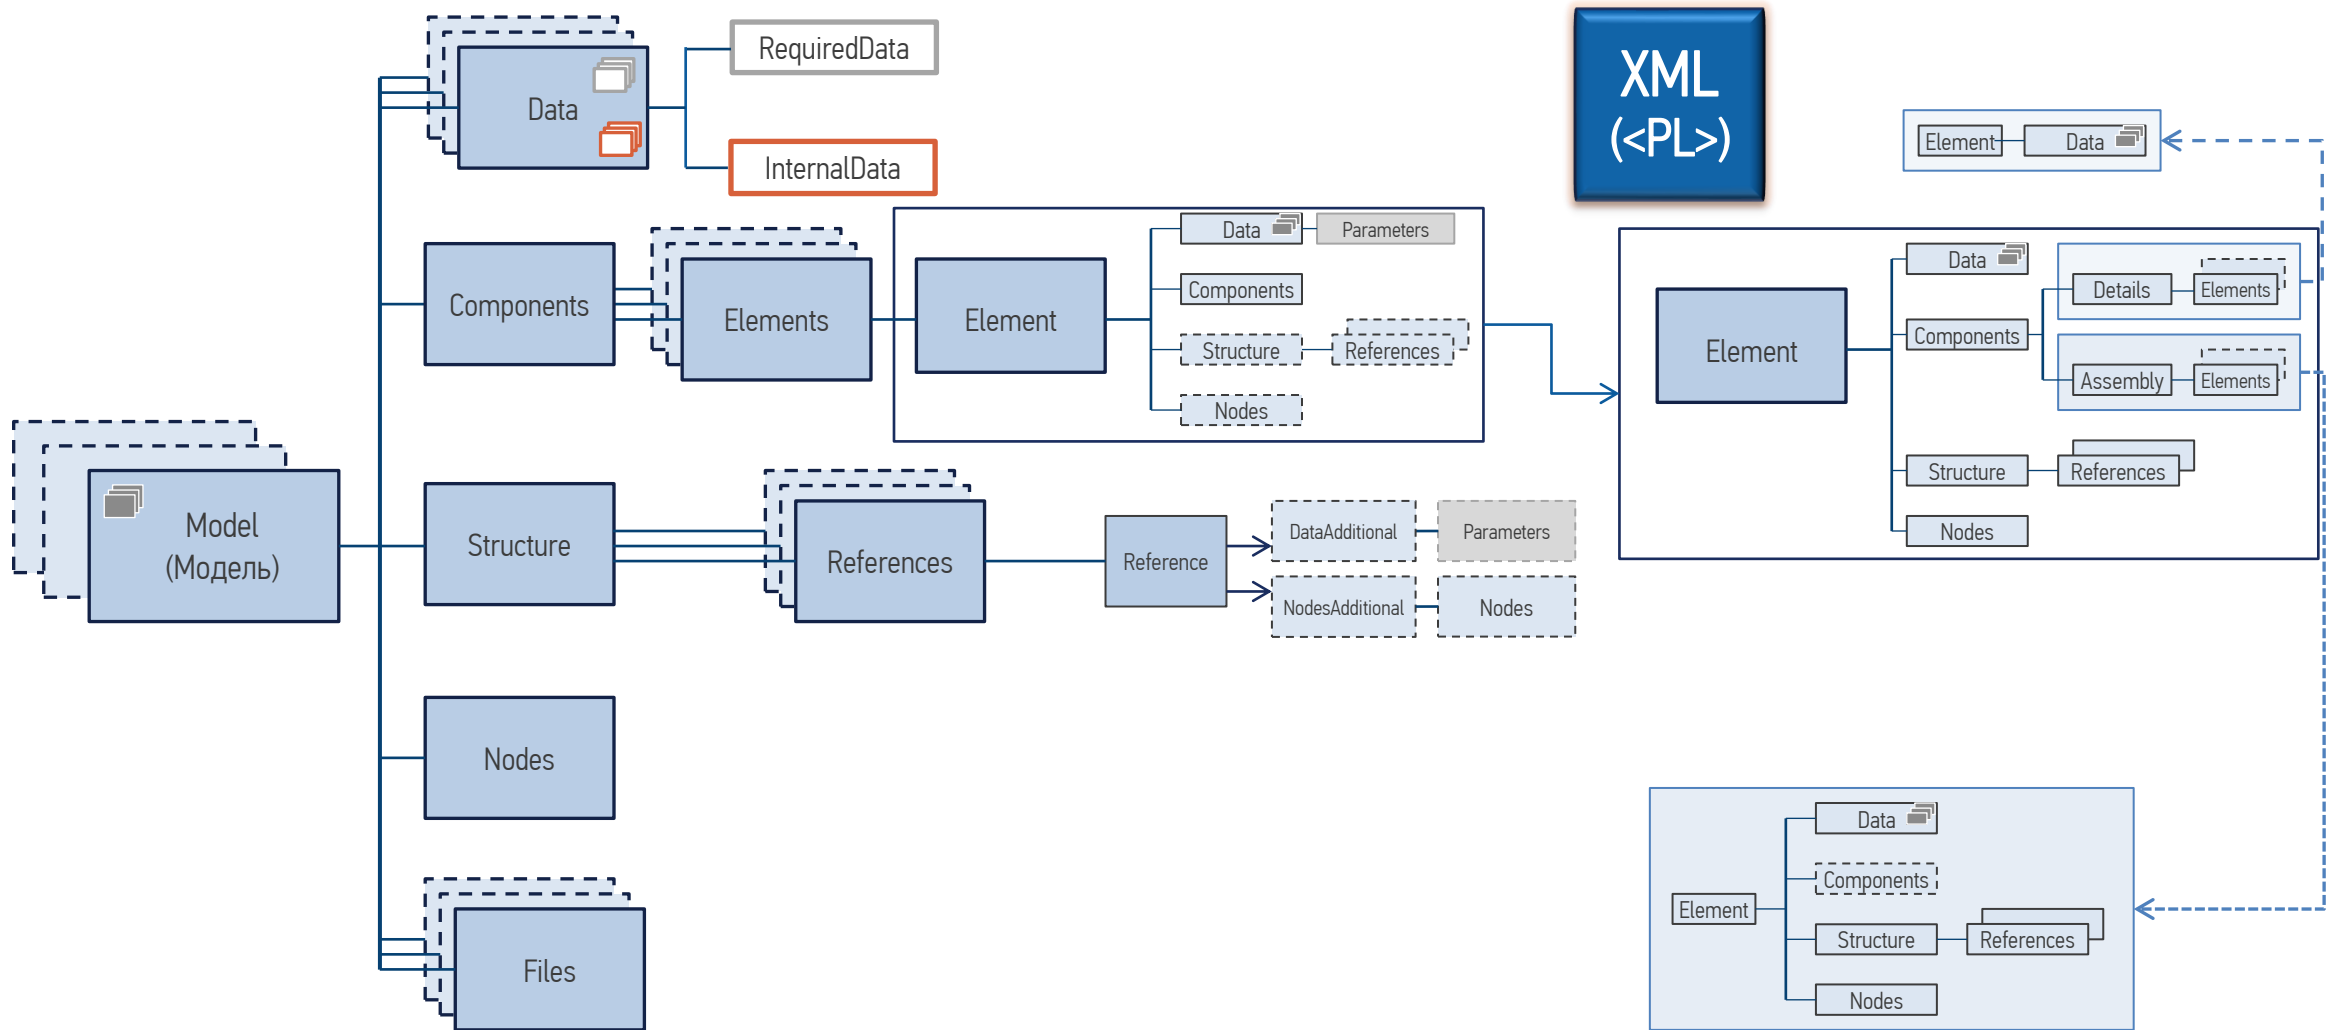 RequiredData
Data
InternalData
XML
(<PL>)
Element
Data
Components
Elements
Element
Data
Parameters
Components
Structure
References
Nodes
Element
Data
Components
Details
Elements
Assembly
Elements
Structure
References
Nodes
Model
(Модель)
Structure
References
Reference
DataAdditional
Parameters
NodesAdditional
Nodes
Nodes
Files
Element
Data
Components
Structure
References
Nodes